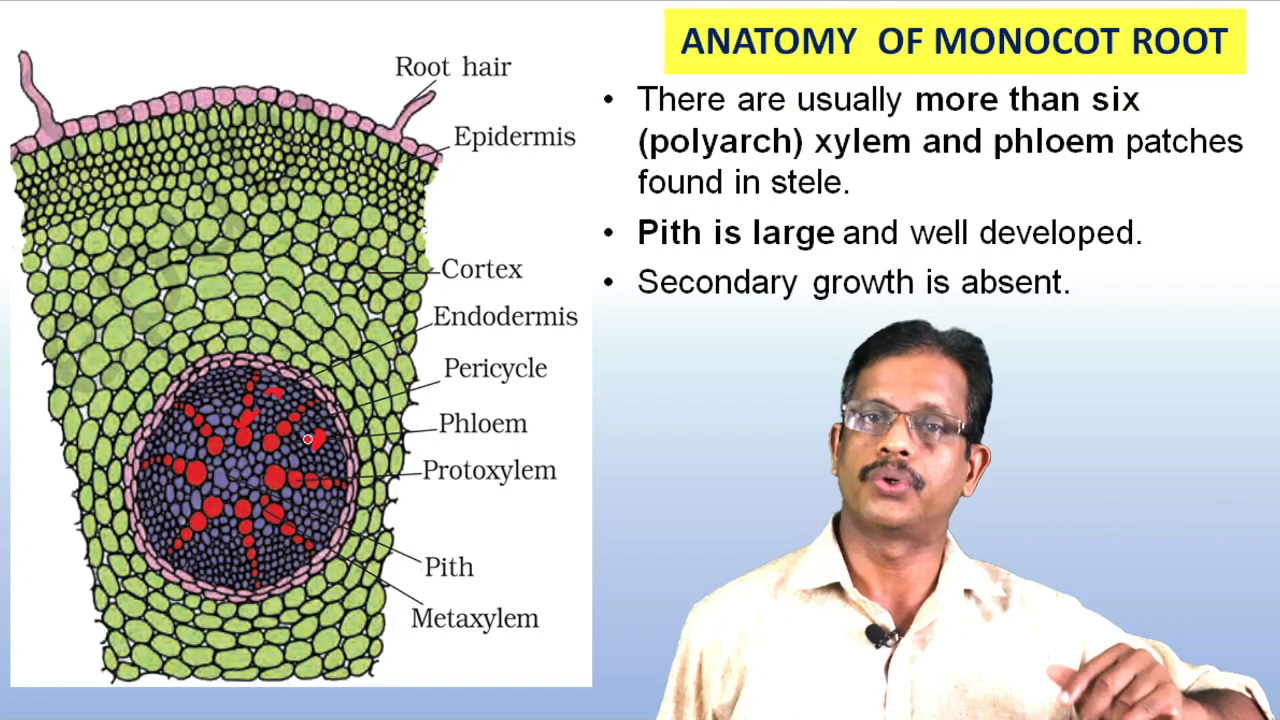 ANATOMY OF MONOCOT ROOT
• There are usually more than six
(polyarch) xylem and phloem patches
found in stele.
• Pith is large and well developed.
• Secondary growth is absent.
Root hair
Epidermis
Cortex
Endodermis
Pericycle
Phloem
Protoxylem
Pith
Metaxylem